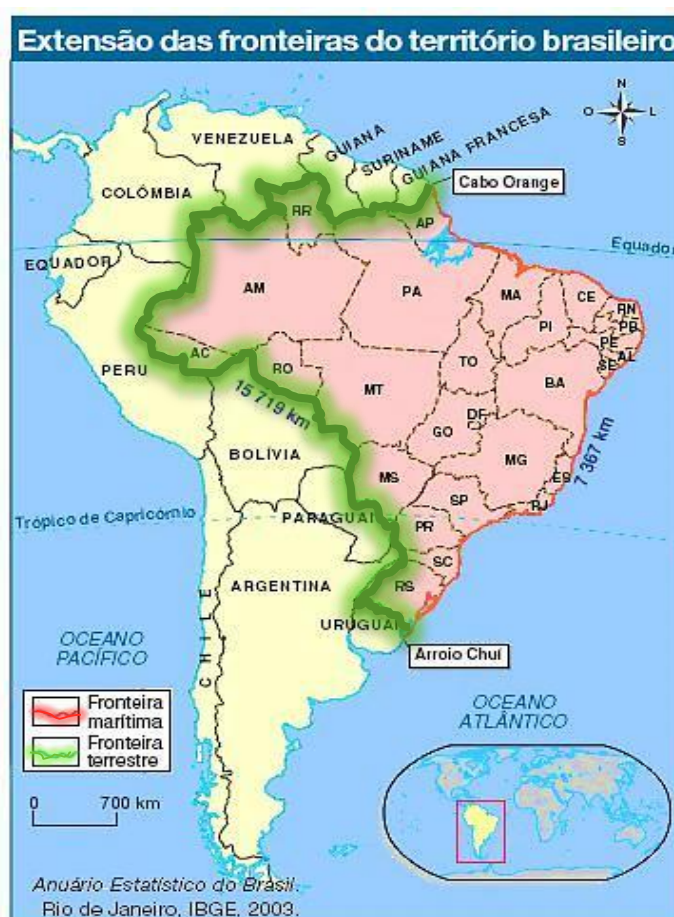 Extensão das fronteiras do território brasileiro
N
O L
S
VENEZUELA
GUIANA
SURINAME
GUIANA FRANCESA
Cabo Orange
COLÔMBIA
RR
AP
Equador
EQUADOR
AM
PA
MA
CE
RN
PB
PI
PE
AL
SE
AC
TO
PERU
RO
BA
MT
15 719 km
DF
GO
7 367 km
BOLÍVIA
MG
MS
ES
SP
RJ
Trópico de Capricórnio
PARAGUAI
PR
SC
ARGENTINA
RS
URUGUAI
CHILE
OCEANO
PACÍFICO
Arroio Chuí
Fronteira
marítima
Fronteira
terrestre
OCEANO
ATLÂNTICO
0 700 km
Anuário Estatístico do Brasil.
Rio de Janeiro, IBGE, 2003.